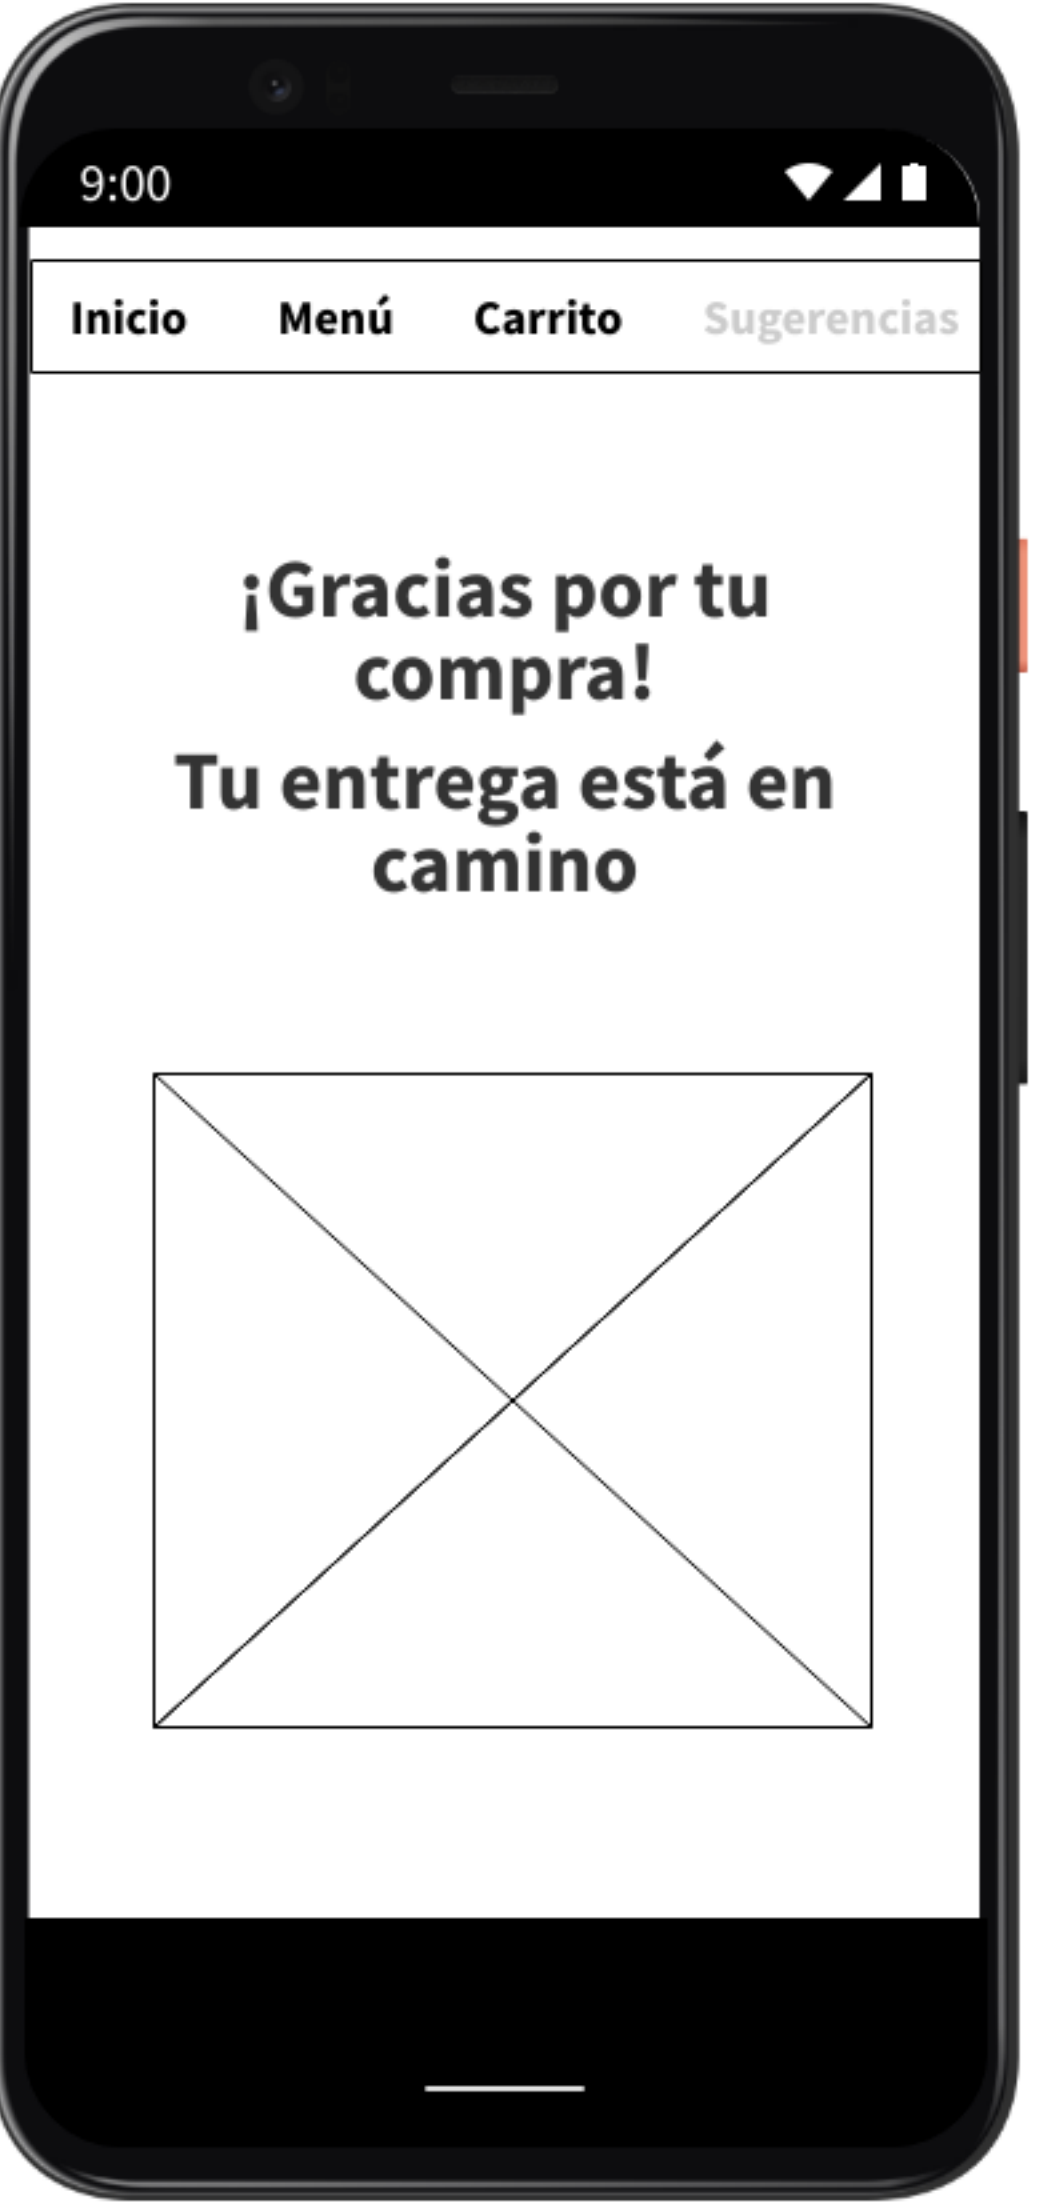 9:00
Inicio Menú Carrito Sugerencias
¡Gracias por tu
compra!
Tu entrega está en
camino